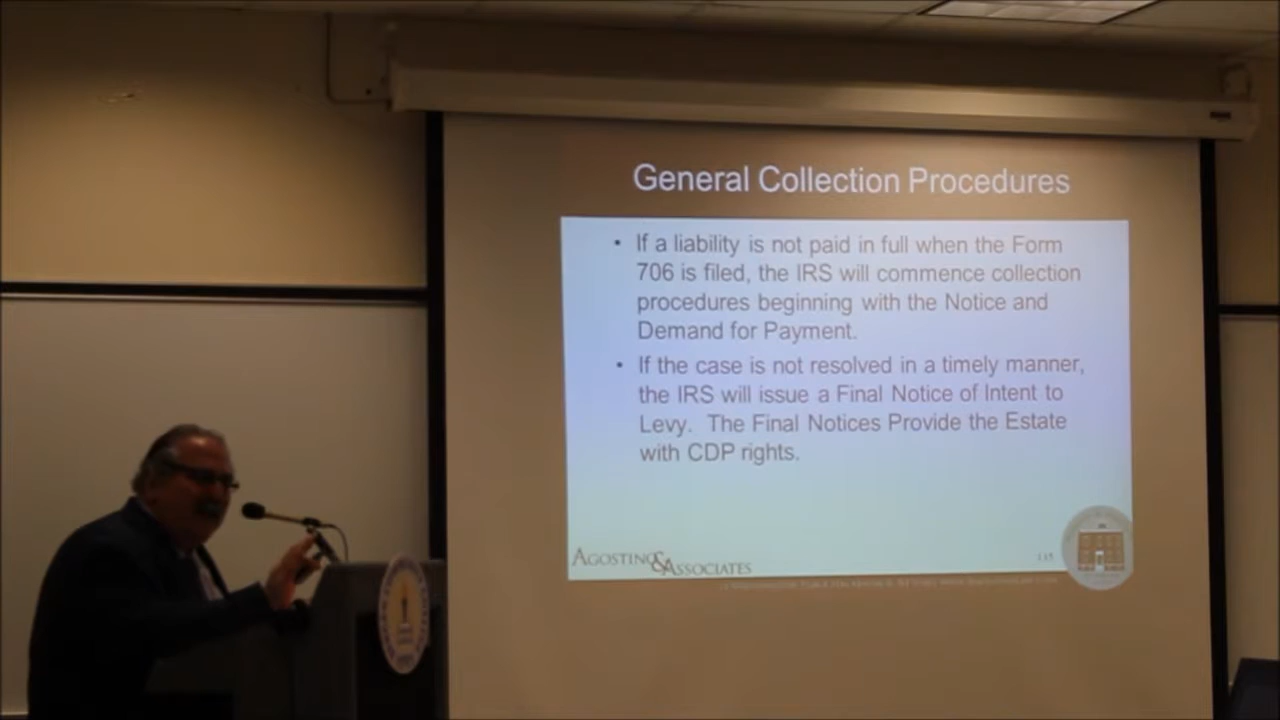 General Collection Procedures
• If a liability is not paid in full when the Form
706 is filed, the IRS will commence collection
procedures beginning with the Notice and
Demand for Payment.
• If the case is not resolved in a timely manner,
the IRS will issue a Final Notice of Intent to
Levy. The Final Notices Provide the Estate
with CDP rights.
AGOSTINO & ASSOCIATES